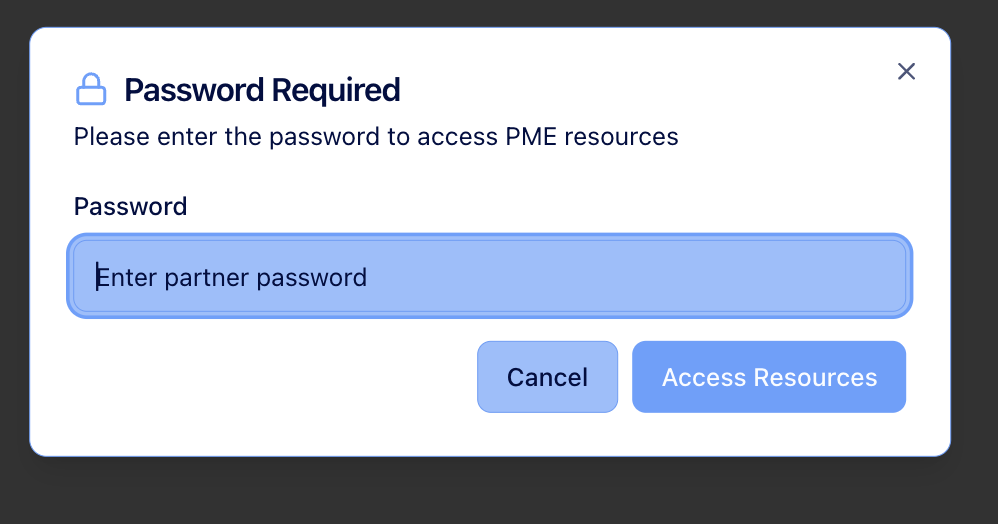 Password Required
Please enter the password to access PME resources
Password
Enter partner password
Cancel
Access Resources